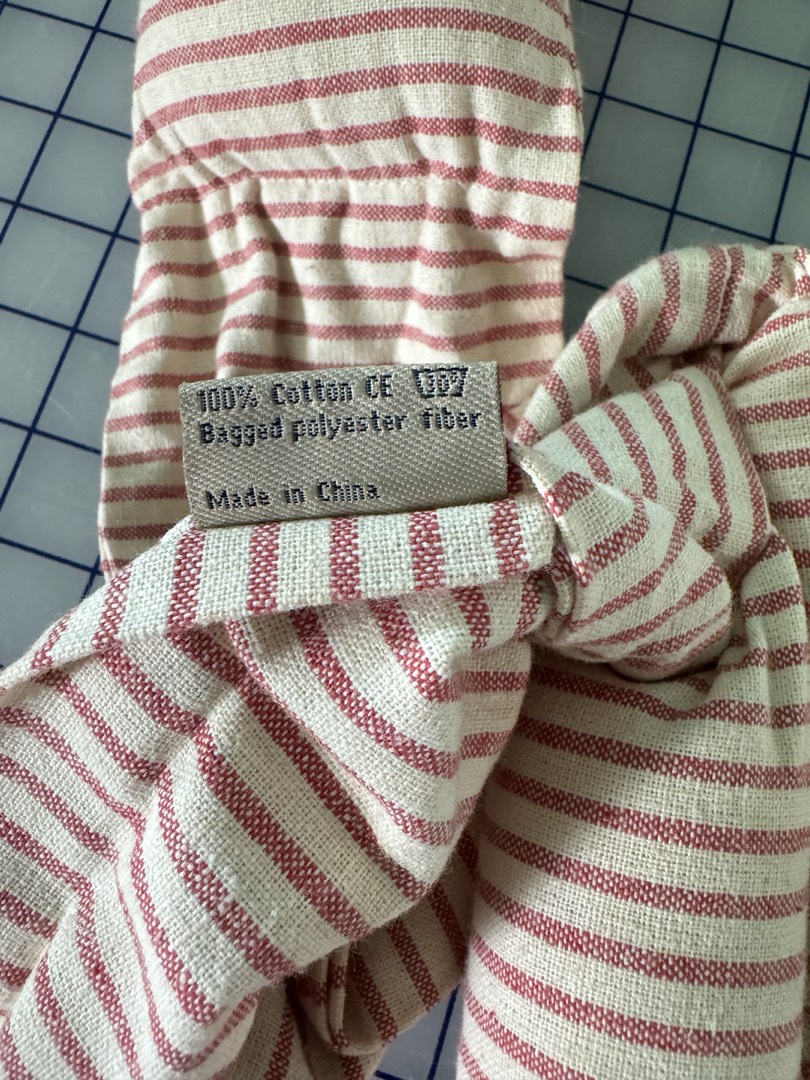 100% Cotton CE 30°
Bagged polyester fiber
Made in China